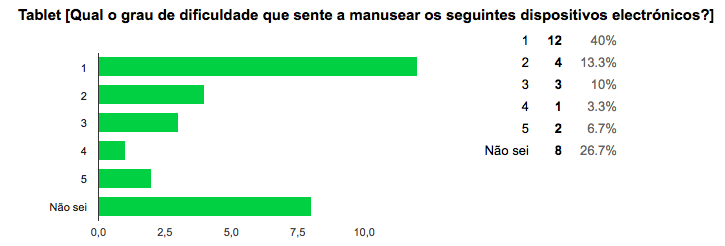 Tablet [Qual o grau de dificuldade que sente a manusear os seguintes dispositivos electrónicos?]
1 12 40%
2 4 13.3%
3 3 10%
4 1 3.3%
5 2 6.7%
Não sei 8 26.7%
1
2
3
4
5
Não sei
0,0 2,5 5,0 7,5 10,0